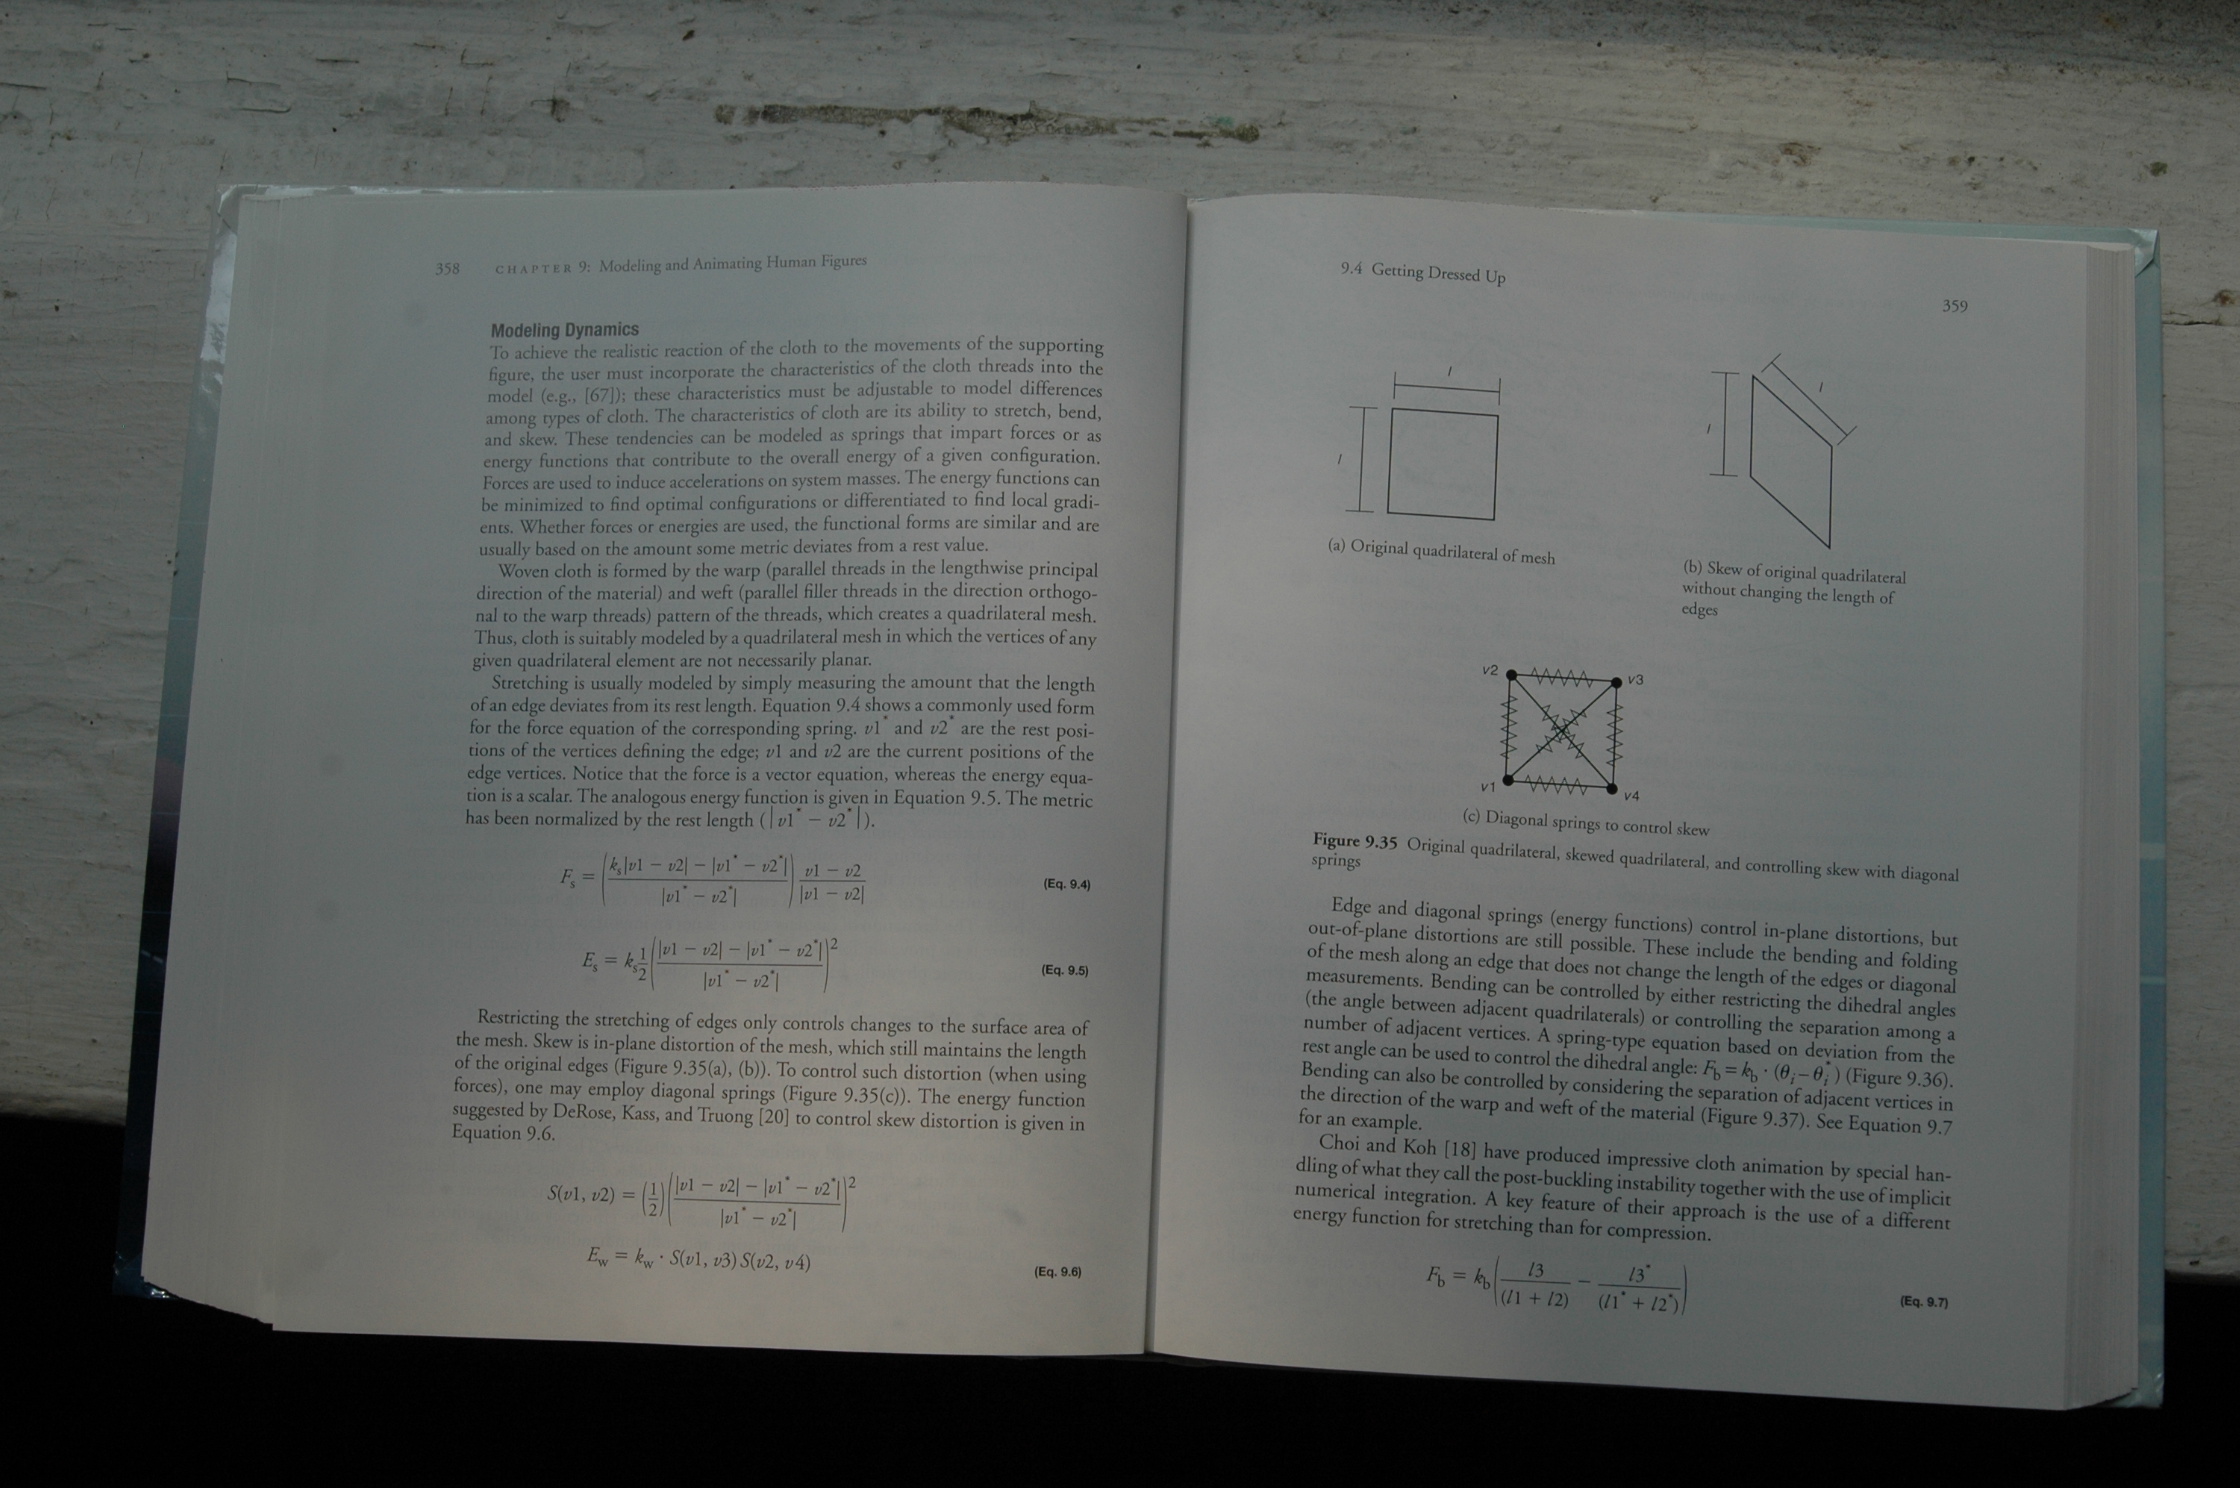 358 CHAPTER 9: Modeling and Animating Human Figures
Modeling Dynamics
To achieve the realistic reaction of the cloth to the movements of the supporting
figure, the user must incorporate the characteristics of the cloth threads into the
model (e.g., [67]); these characteristics must be adjustable to model differences
among types of cloth. The characteristics of cloth are its ability to stretch, bend,
and skew. These tendencies can be modeled as springs that impart forces or as
energy functions that contribute to the overall energy of a given configuration.
Forces are used to induce accelerations on system masses. The energy functions can
be minimized to find optimal configurations or differentiated to find local gradi-
ents. Whether forces or energies are used, the functional forms are similar and are
usually based on the amount some metric deviates from a rest value.
Woven cloth is formed by the warp (parallel threads in the lengthwise principal
direction of the material) and weft (parallel filler threads in the direction orthogo-
nal to the warp threads) pattern of the threads, which creates a quadrilateral mesh.
Thus, cloth is suitably modeled by a quadrilateral mesh in which the vertices of any
given quadrilateral element are not necessarily planar.
Stretching is usually modeled by simply measuring the amount that the length
of an edge deviates from its rest length. Equation 9.4 shows a commonly used form
for the force equation of the corresponding spring. v1* and v2* are the rest posi-
tions of the vertices defining the edge; v1 and v2 are the current positions of the
edge vertices. Notice that the force is a vector equation, whereas the energy equa-
tion is a scalar. The analogous energy function is given in Equation 9.5. The metric
has been normalized by the rest length (|v1* − v2*|).
F_s = ((k_s|v1 − v2| − |v1* − v2*|) / |v1* − v2*|) (v1 − v2) / |v1 − v2| (Eq. 9.4)
E_s = k_s 1/2 ((|v1 − v2| − |v1* − v2*|) / |v1* − v2*|)² (Eq. 9.5)
Restricting the stretching of edges only controls changes to the surface area of
the mesh. Skew is in-plane distortion of the mesh, which still maintains the length
of the original edges (Figure 9.35(a), (b)). To control such distortion (when using
forces), one may employ diagonal springs (Figure 9.35(c)). The energy function
suggested by DeRose, Kass, and Truong [20] to control skew distortion is given in
Equation 9.6.
S(v1, v2) = (1/2) ((|v1 − v2| − |v1* − v2*|) / |v1* − v2*|)²
E_w = k_w · S(v1, v3) S(v2, v4) (Eq. 9.6)
9.4 Getting Dressed Up
359
l
l
l
l
(a) Original quadrilateral of mesh
(b) Skew of original quadrilateral
without changing the length of
edges
v2
v3
v1
v4
(c) Diagonal springs to control skew
Figure 9.35 Original quadrilateral, skewed quadrilateral, and controlling skew with diagonal
springs
Edge and diagonal springs (energy functions) control in-plane distortions, but
out-of-plane distortions are still possible. These include the bending and folding
of the mesh along an edge that does not change the length of the edges or diagonal
measurements. Bending can be controlled by either restricting the dihedral angles
(the angle between adjacent quadrilaterals) or controlling the separation among a
number of adjacent vertices. A spring-type equation based on deviation from the
rest angle can be used to control the dihedral angle: F_b = k_b · (θ_i − θ_i*) (Figure 9.36).
Bending can also be controlled by considering the separation of adjacent vertices in
the direction of the warp and weft of the material (Figure 9.37). See Equation 9.7
for an example.
Choi and Koh [18] have produced impressive cloth animation by special han-
dling of what they call the post-buckling instability together with the use of implicit
numerical integration. A key feature of their approach is the use of a different
energy function for stretching than for compression.
F_b = k_b (l3 / (l1 + l2) − l3* / (l1* + l2*)) (Eq. 9.7)